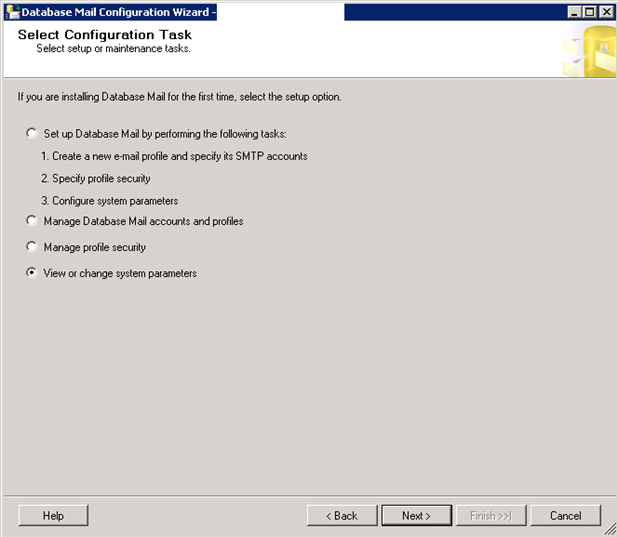 Database Mail Configuration Wizard -
Select Configuration Task
Select setup or maintenance tasks.
If you are installing Database Mail for the first time, select the setup option.
Set up Database Mail by performing the following tasks:
1. Create a new e-mail profile and specify its SMTP accounts
2. Specify profile security
3. Configure system parameters
Manage Database Mail accounts and profiles
Manage profile security
View or change system parameters
Help
< Back
Next >
Finish >>|
Cancel